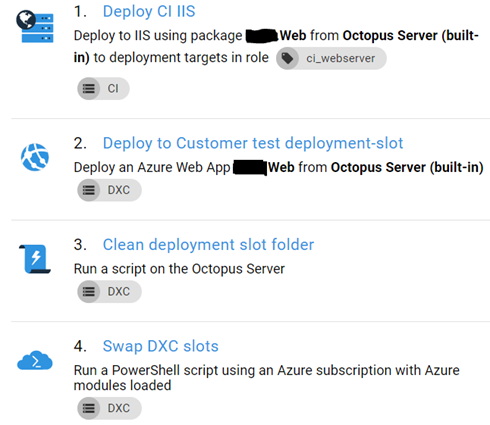 1. Deploy CI IIS
Deploy to IIS using package Web from Octopus Server (built-
in) to deployment targets in role ci_webserver
CI
2. Deploy to Customer test deployment-slot
Deploy an Azure Web App Web from Octopus Server (built-in)
DXC
3. Clean deployment slot folder
Run a script on the Octopus Server
DXC
4. Swap DXC slots
Run a PowerShell script using an Azure subscription with Azure
modules loaded
DXC